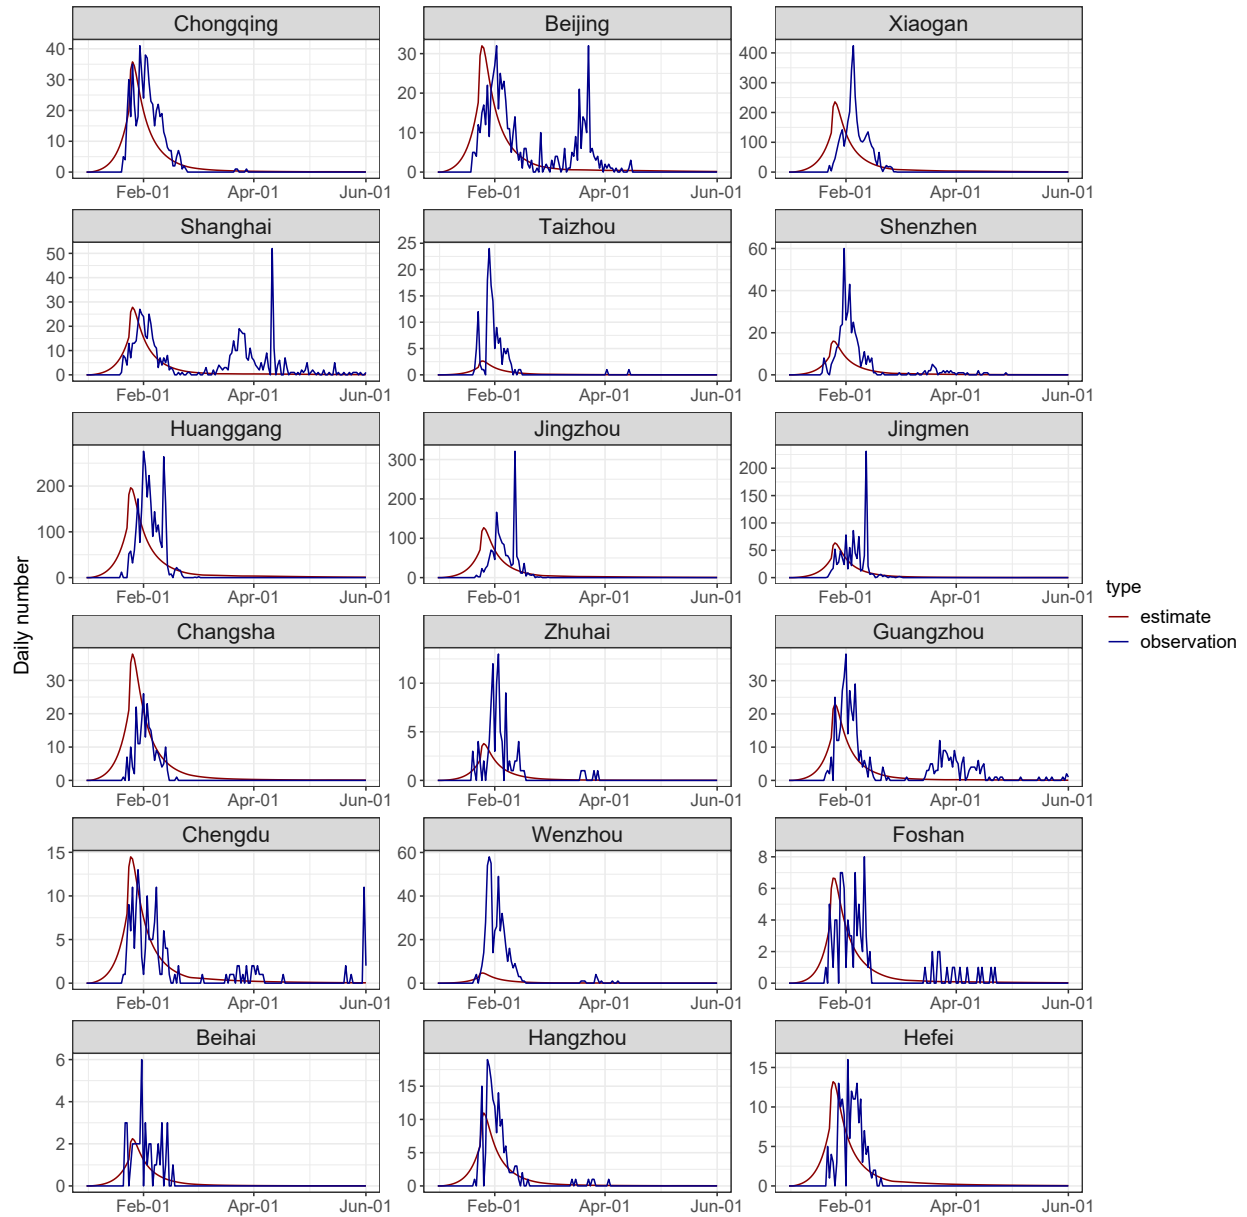 Chongqing
Beijing
Xiaogan
40
30
20
10
0
Feb-01 Apr-01 Jun-01
30
20
10
0
Feb-01 Apr-01 Jun-01
400
300
200
100
0
Feb-01 Apr-01 Jun-01
Shanghai
Taizhou
Shenzhen
50
40
30
20
10
0
Feb-01 Apr-01 Jun-01
25
20
15
10
5
0
Feb-01 Apr-01 Jun-01
60
40
20
0
Feb-01 Apr-01 Jun-01
Huanggang
Jingzhou
Jingmen
200
100
0
Feb-01 Apr-01 Jun-01
300
200
100
0
Feb-01 Apr-01 Jun-01
200
150
100
50
0
Feb-01 Apr-01 Jun-01
Daily number
type
estimate
observation
Changsha
Zhuhai
Guangzhou
30
20
10
0
Feb-01 Apr-01 Jun-01
10
5
0
Feb-01 Apr-01 Jun-01
30
20
10
0
Feb-01 Apr-01 Jun-01
Chengdu
Wenzhou
Foshan
15
10
5
0
Feb-01 Apr-01 Jun-01
60
40
20
0
Feb-01 Apr-01 Jun-01
8
6
4
2
0
Feb-01 Apr-01 Jun-01
Beihai
Hangzhou
Hefei
6
4
2
0
Feb-01 Apr-01 Jun-01
15
10
5
0
Feb-01 Apr-01 Jun-01
15
10
5
0
Feb-01 Apr-01 Jun-01